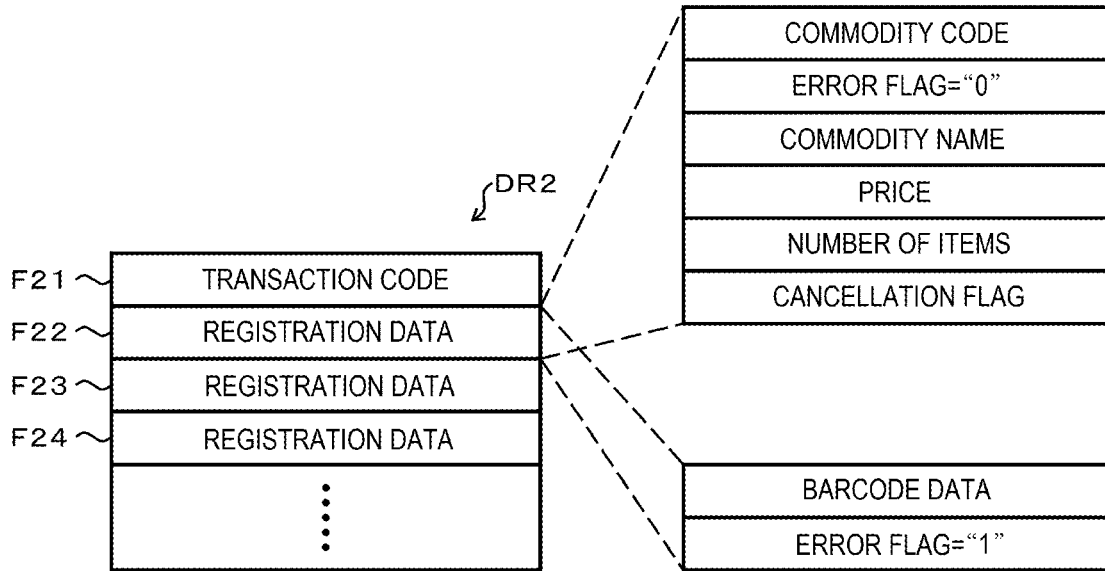 COMMODITY CODE
ERROR FLAG=“0”
COMMODITY NAME
PRICE
NUMBER OF ITEMS
CANCELLATION FLAG
DR2
F21 TRANSACTION CODE
F22 REGISTRATION DATA
F23 REGISTRATION DATA
F24 REGISTRATION DATA
BARCODE DATA
ERROR FLAG=“1”